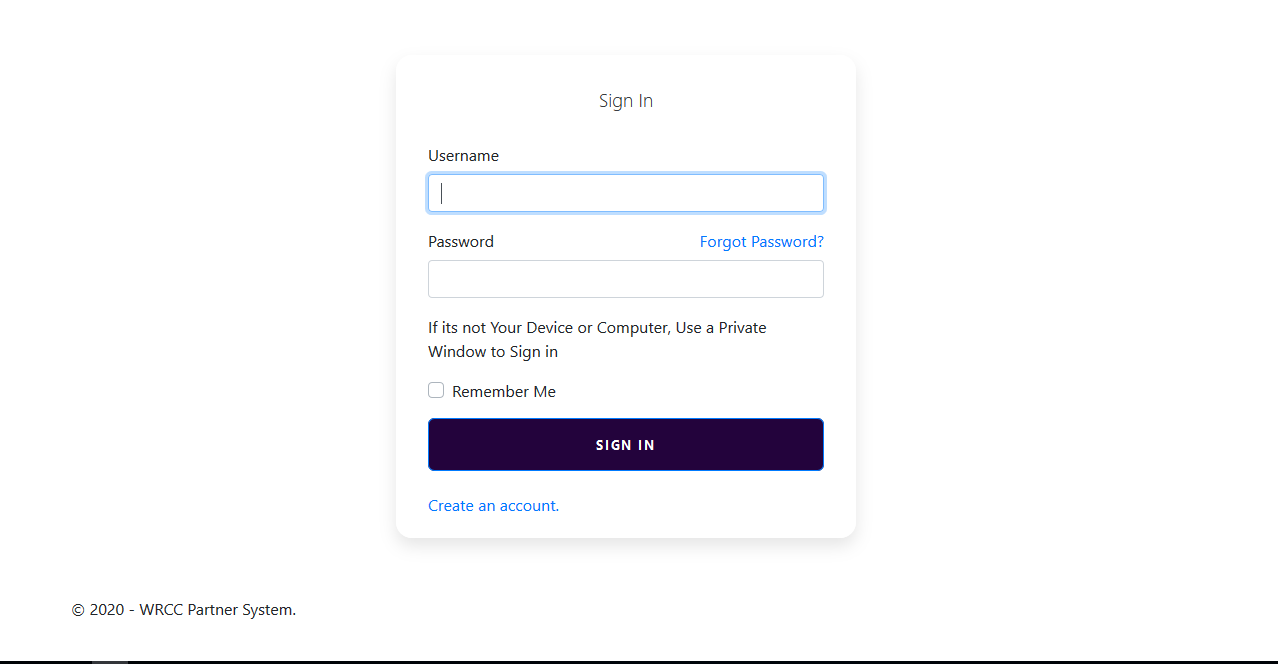 Sign In
Username
Password
Forgot Password?
If its not Your Device or Computer, Use a Private
Window to Sign in
Remember Me
SIGN IN
Create an account.
© 2020 - WRCC Partner System.